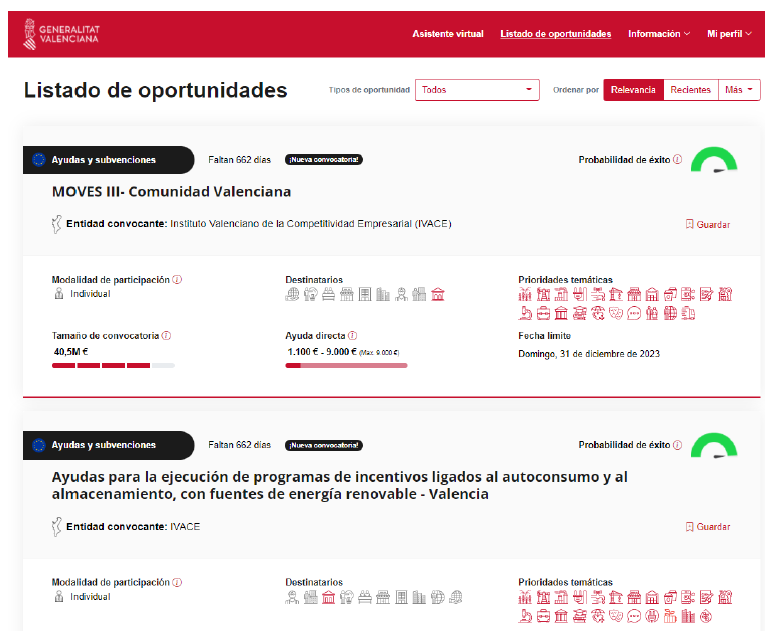 GENERALITAT
VALENCIANA
Asistente virtual Listado de oportunidades Información Mi perfil
Listado de oportunidades
Tipos de oportunidad Todos Ordenar por Relevancia Recientes Más
Ayudas y subvenciones Faltan 662 días ¡Nueva convocatoria! Probabilidad de éxito
MOVES III- Comunidad Valenciana
Entidad convocante: Instituto Valenciano de la Competitividad Empresarial (IVACE) Guardar
Modalidad de participación Destinatarios Prioridades temáticas
Individual
Tamaño de convocatoria Ayuda directa Fecha límite
40,5M € 1.100 € - 9.000 € (Max. 9.000 €) Domingo, 31 de diciembre de 2023
Ayudas y subvenciones Faltan 662 días ¡Nueva convocatoria! Probabilidad de éxito
Ayudas para la ejecución de programas de incentivos ligados al autoconsumo y al
almacenamiento, con fuentes de energía renovable - Valencia
Entidad convocante: IVACE Guardar
Modalidad de participación Destinatarios Prioridades temáticas
Individual